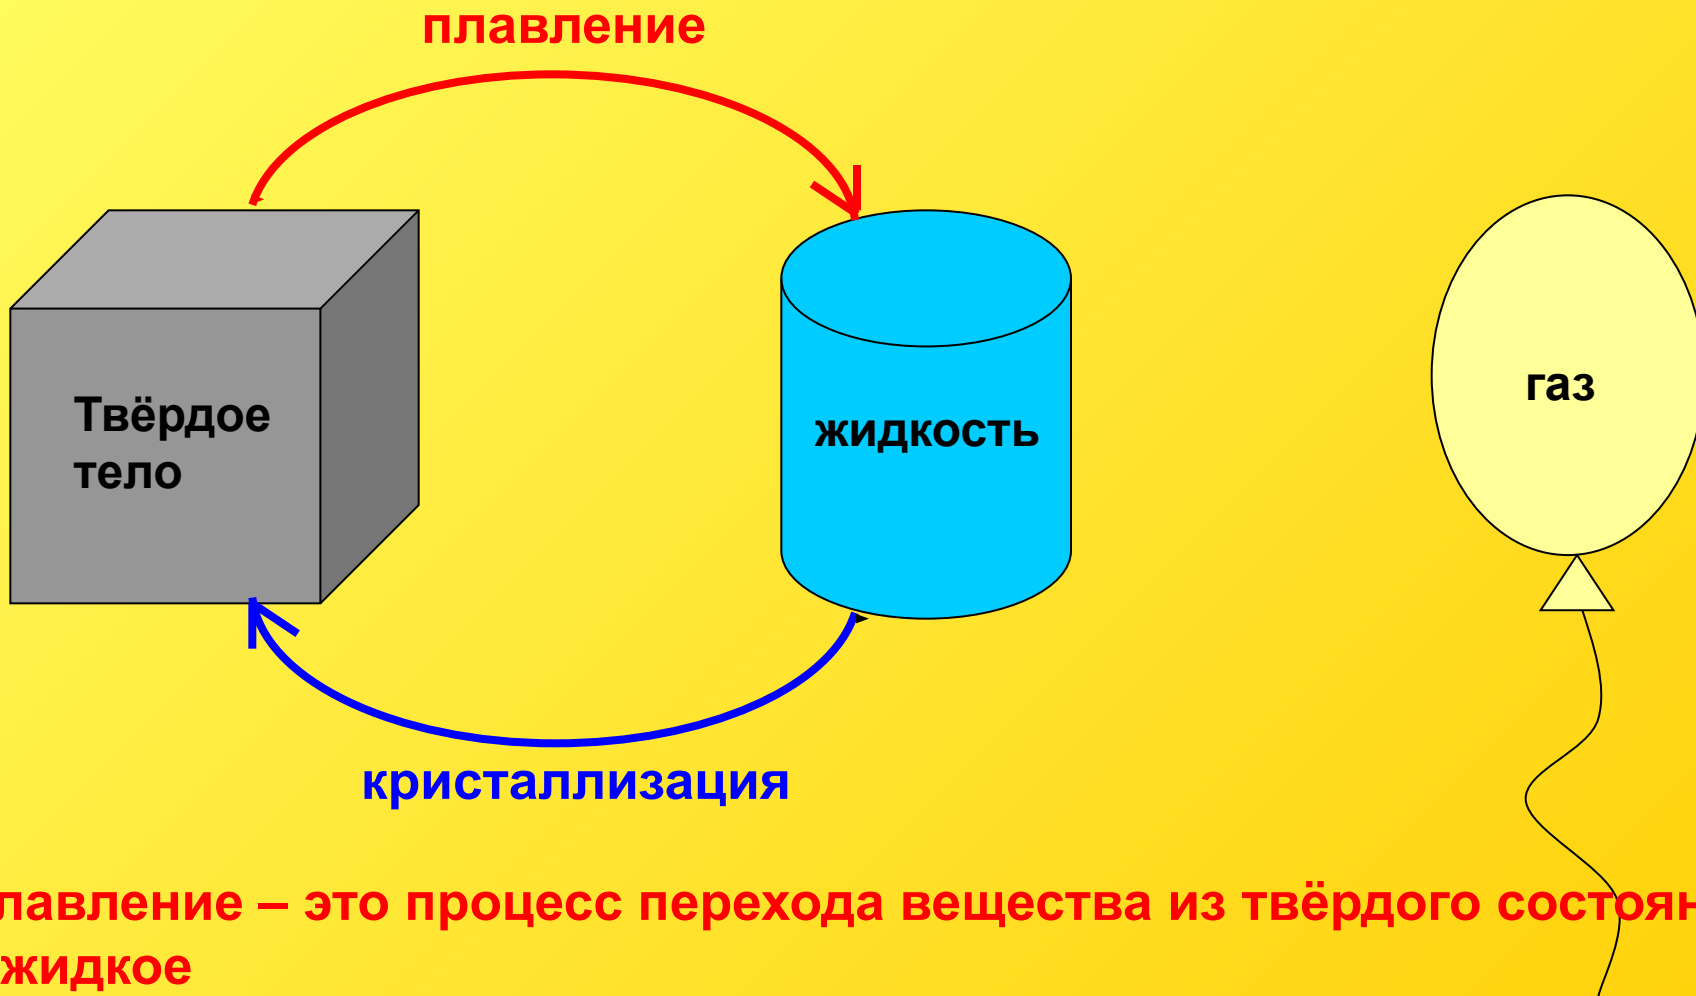 плавление
Твёрдое
тело
жидкость
газ
кристаллизация
лавление – это процесс перехода вещества из твёрдого состоян
жидкое